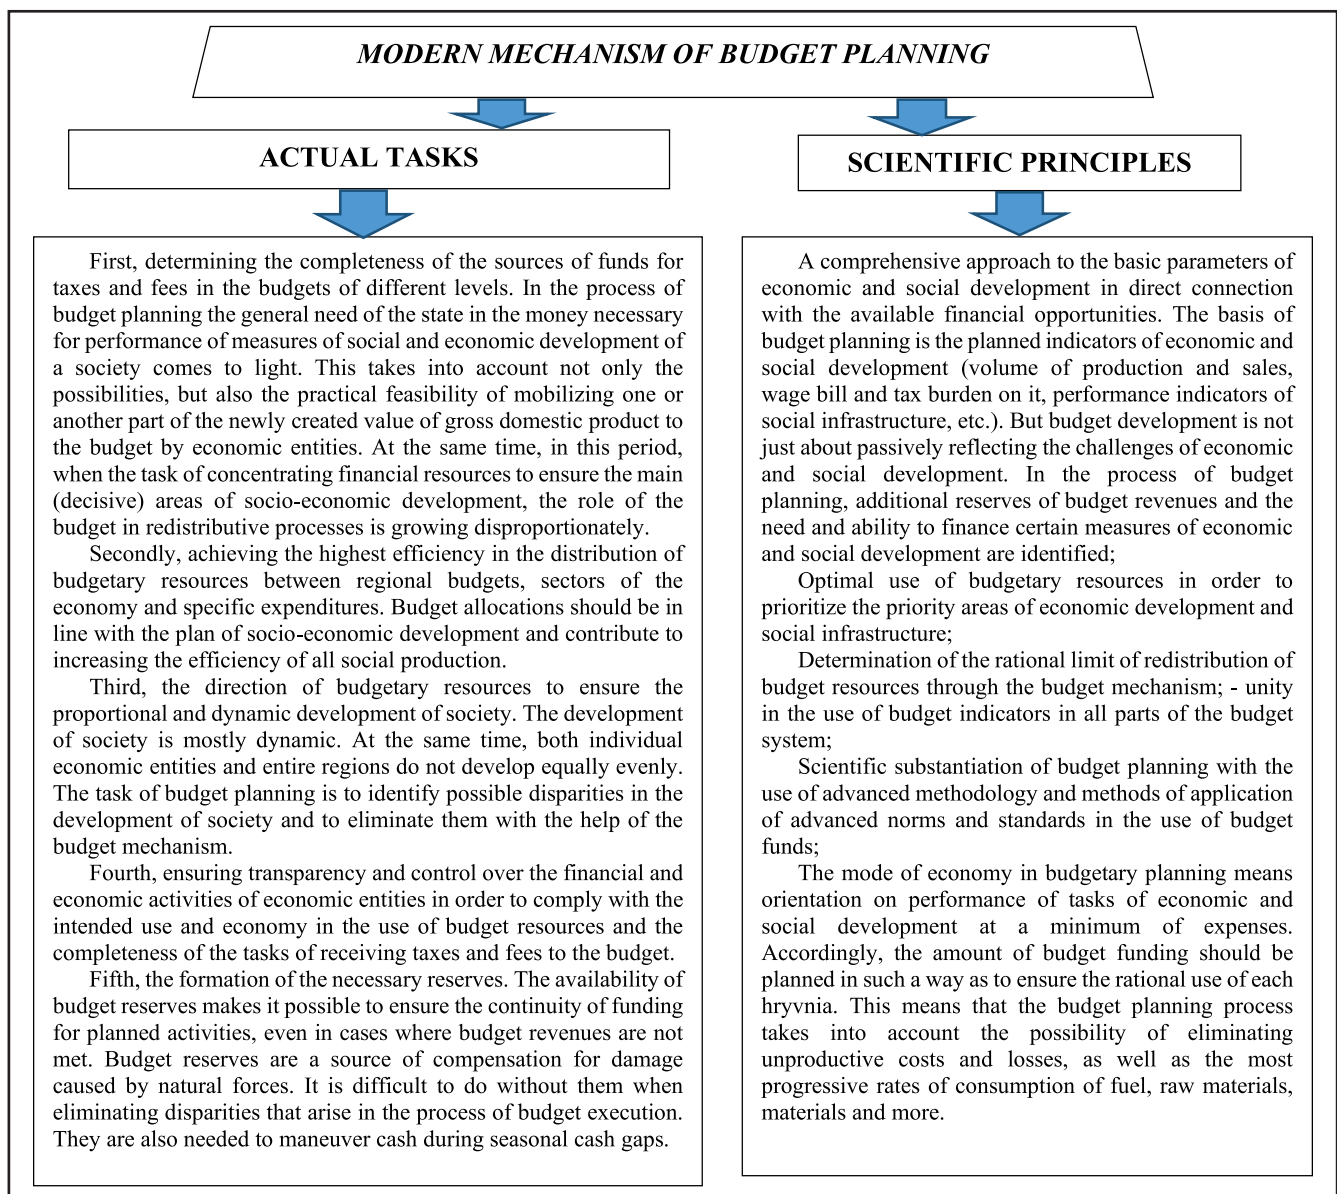 MODERN MECHANISM OF BUDGET PLANNING
ACTUAL TASKS
First, determining the completeness of the sources of funds for
taxes and fees in the budgets of different levels. In the process of
budget planning the general need of the state in the money necessary
for performance of measures of social and economic development of
a society comes to light. This takes into account not only the
possibilities, but also the practical feasibility of mobilizing one or
another part of the newly created value of gross domestic product to
the budget by economic entities. At the same time, in this period,
when the task of concentrating financial resources to ensure the main
(decisive) areas of socio-economic development, the role of the
budget in redistributive processes is growing disproportionately.
Secondly, achieving the highest efficiency in the distribution of
budgetary resources between regional budgets, sectors of the
economy and specific expenditures. Budget allocations should be in
line with the plan of socio-economic development and contribute to
increasing the efficiency of all social production.
Third, the direction of budgetary resources to ensure the
proportional and dynamic development of society. The development
of society is mostly dynamic. At the same time, both individual
economic entities and entire regions do not develop equally evenly.
The task of budget planning is to identify possible disparities in the
development of society and to eliminate them with the help of the
budget mechanism.
Fourth, ensuring transparency and control over the financial and
economic activities of economic entities in order to comply with the
intended use and economy in the use of budget resources and the
completeness of the tasks of receiving taxes and fees to the budget.
Fifth, the formation of the necessary reserves. The availability of
budget reserves makes it possible to ensure the continuity of funding
for planned activities, even in cases where budget revenues are not
met. Budget reserves are a source of compensation for damage
caused by natural forces. It is difficult to do without them when
eliminating disparities that arise in the process of budget execution.
They are also needed to maneuver cash during seasonal cash gaps.
SCIENTIFIC PRINCIPLES
A comprehensive approach to the basic parameters of
economic and social development in direct connection
with the available financial opportunities. The basis of
budget planning is the planned indicators of economic and
social development (volume of production and sales,
wage bill and tax burden on it, performance indicators of
social infrastructure, etc.). But budget development is not
just about passively reflecting the challenges of economic
and social development. In the process of budget
planning, additional reserves of budget revenues and the
need and ability to finance certain measures of economic
and social development are identified;
Optimal use of budgetary resources in order to
prioritize the priority areas of economic development and
social infrastructure;
Determination of the rational limit of redistribution of
budget resources through the budget mechanism; - unity
in the use of budget indicators in all parts of the budget
system;
Scientific substantiation of budget planning with the
use of advanced methodology and methods of application
of advanced norms and standards in the use of budget
funds;
The mode of economy in budgetary planning means
orientation on performance of tasks of economic and
social development at a minimum of expenses.
Accordingly, the amount of budget funding should be
planned in such a way as to ensure the rational use of each
hryvnia. This means that the budget planning process
takes into account the possibility of eliminating
unproductive costs and losses, as well as the most
progressive rates of consumption of fuel, raw materials,
materials and more.